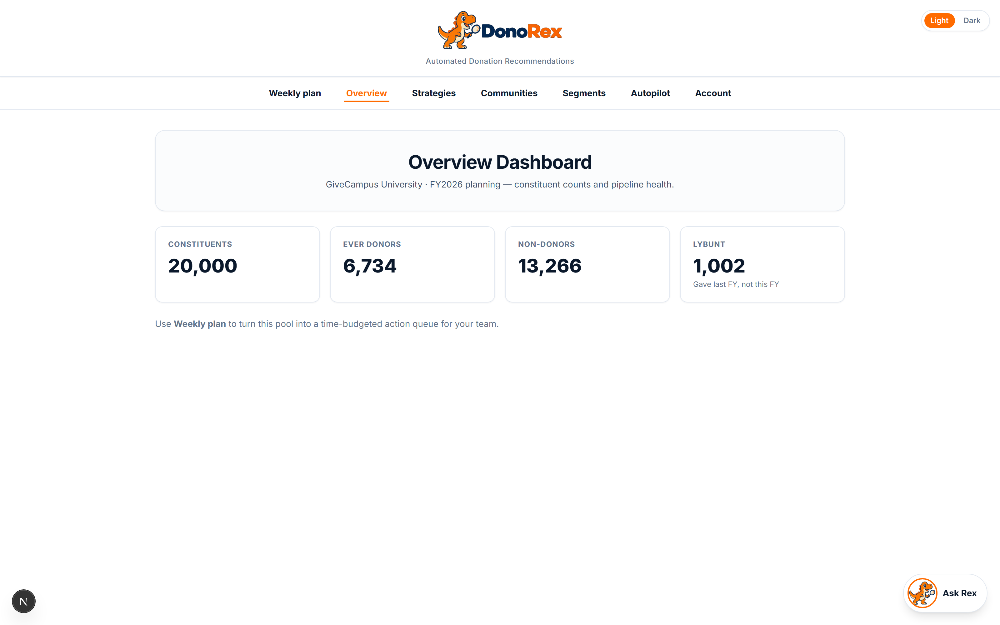 DonoRex
Light Dark
Automated Donation Recommendations
Weekly plan Overview Strategies Communities Segments Autopilot Account
Overview Dashboard
GiveCampus University · FY2026 planning — constituent counts and pipeline health.
CONSTITUENTS
20,000
EVER DONORS
6,734
NON-DONORS
13,266
LYBUNT
1,002
Gave last FY, not this FY
Use Weekly plan to turn this pool into a time-budgeted action queue for your team.
N
Ask Rex